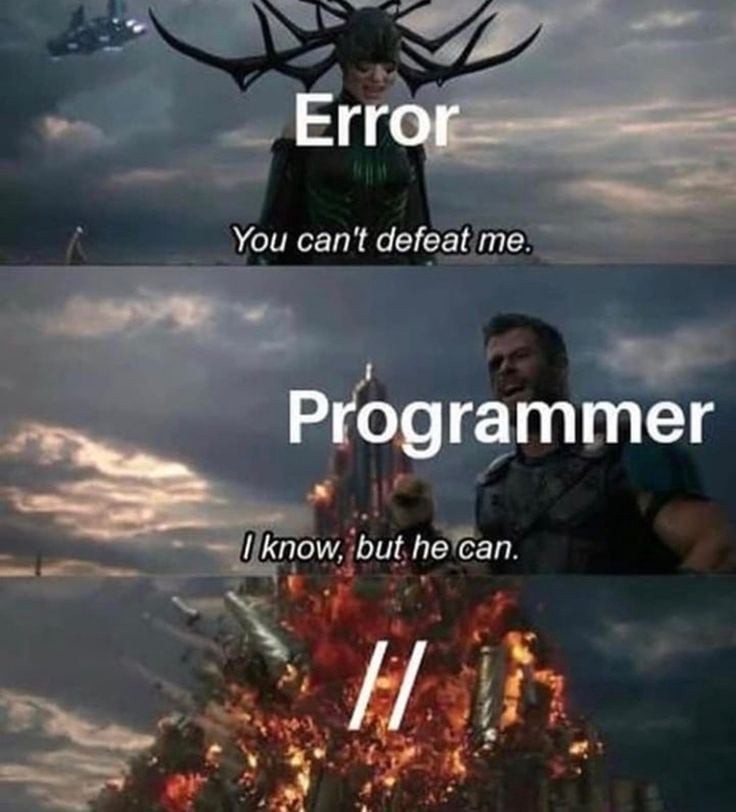 Error
You can't defeat me.
Programmer
I know, but he can.
//